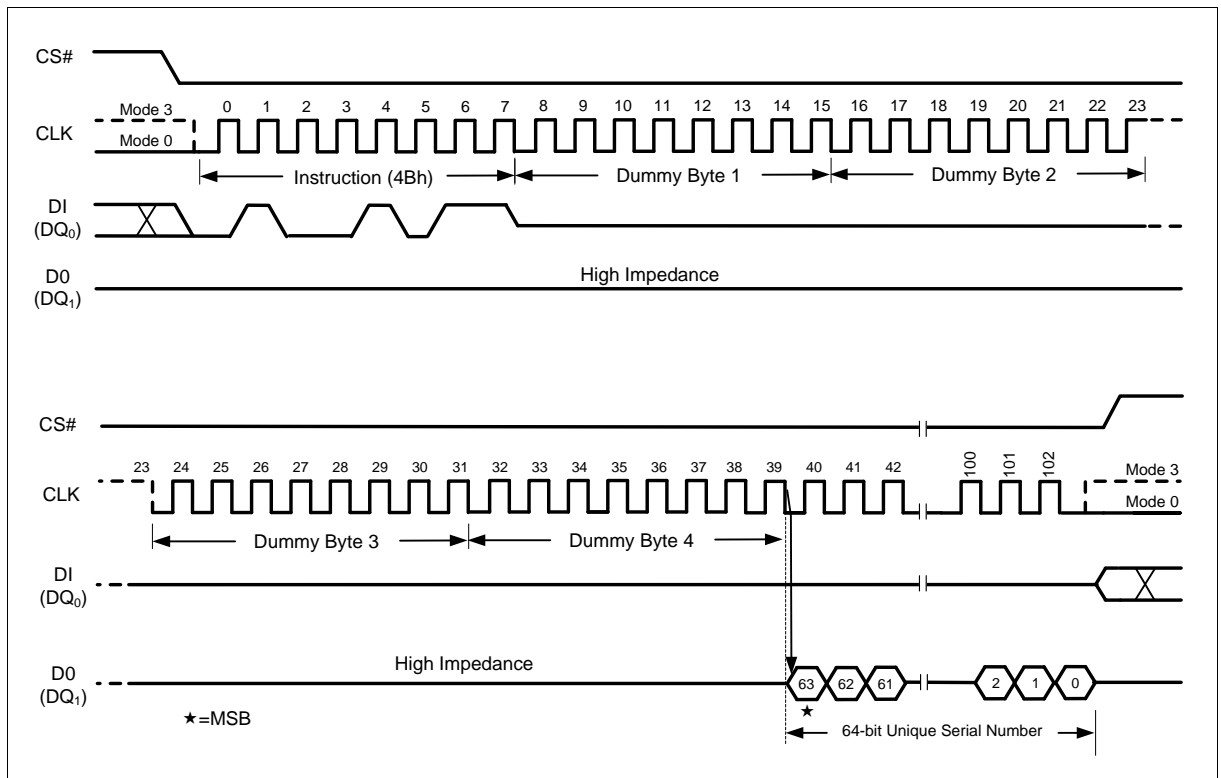 CS#
Mode 3 0 1 2 3 4 5 6 7 8 9 10 11 12 13 14 15 16 17 18 19 20 21 22 23
CLK
Mode 0
Instruction (4Bh) Dummy Byte 1 Dummy Byte 2
DI
(DQ0)
D0
(DQ1)
High Impedance
CS#
23 24 25 26 27 28 29 30 31 32 33 34 35 36 37 38 39 40 41 42 100 101 102 Mode 3
CLK
Mode 0
Dummy Byte 3 Dummy Byte 4
DI
(DQ0)
D0
(DQ1)
High Impedance
63 62 61 2 1 0
★=MSB
★
64-bit Unique Serial Number